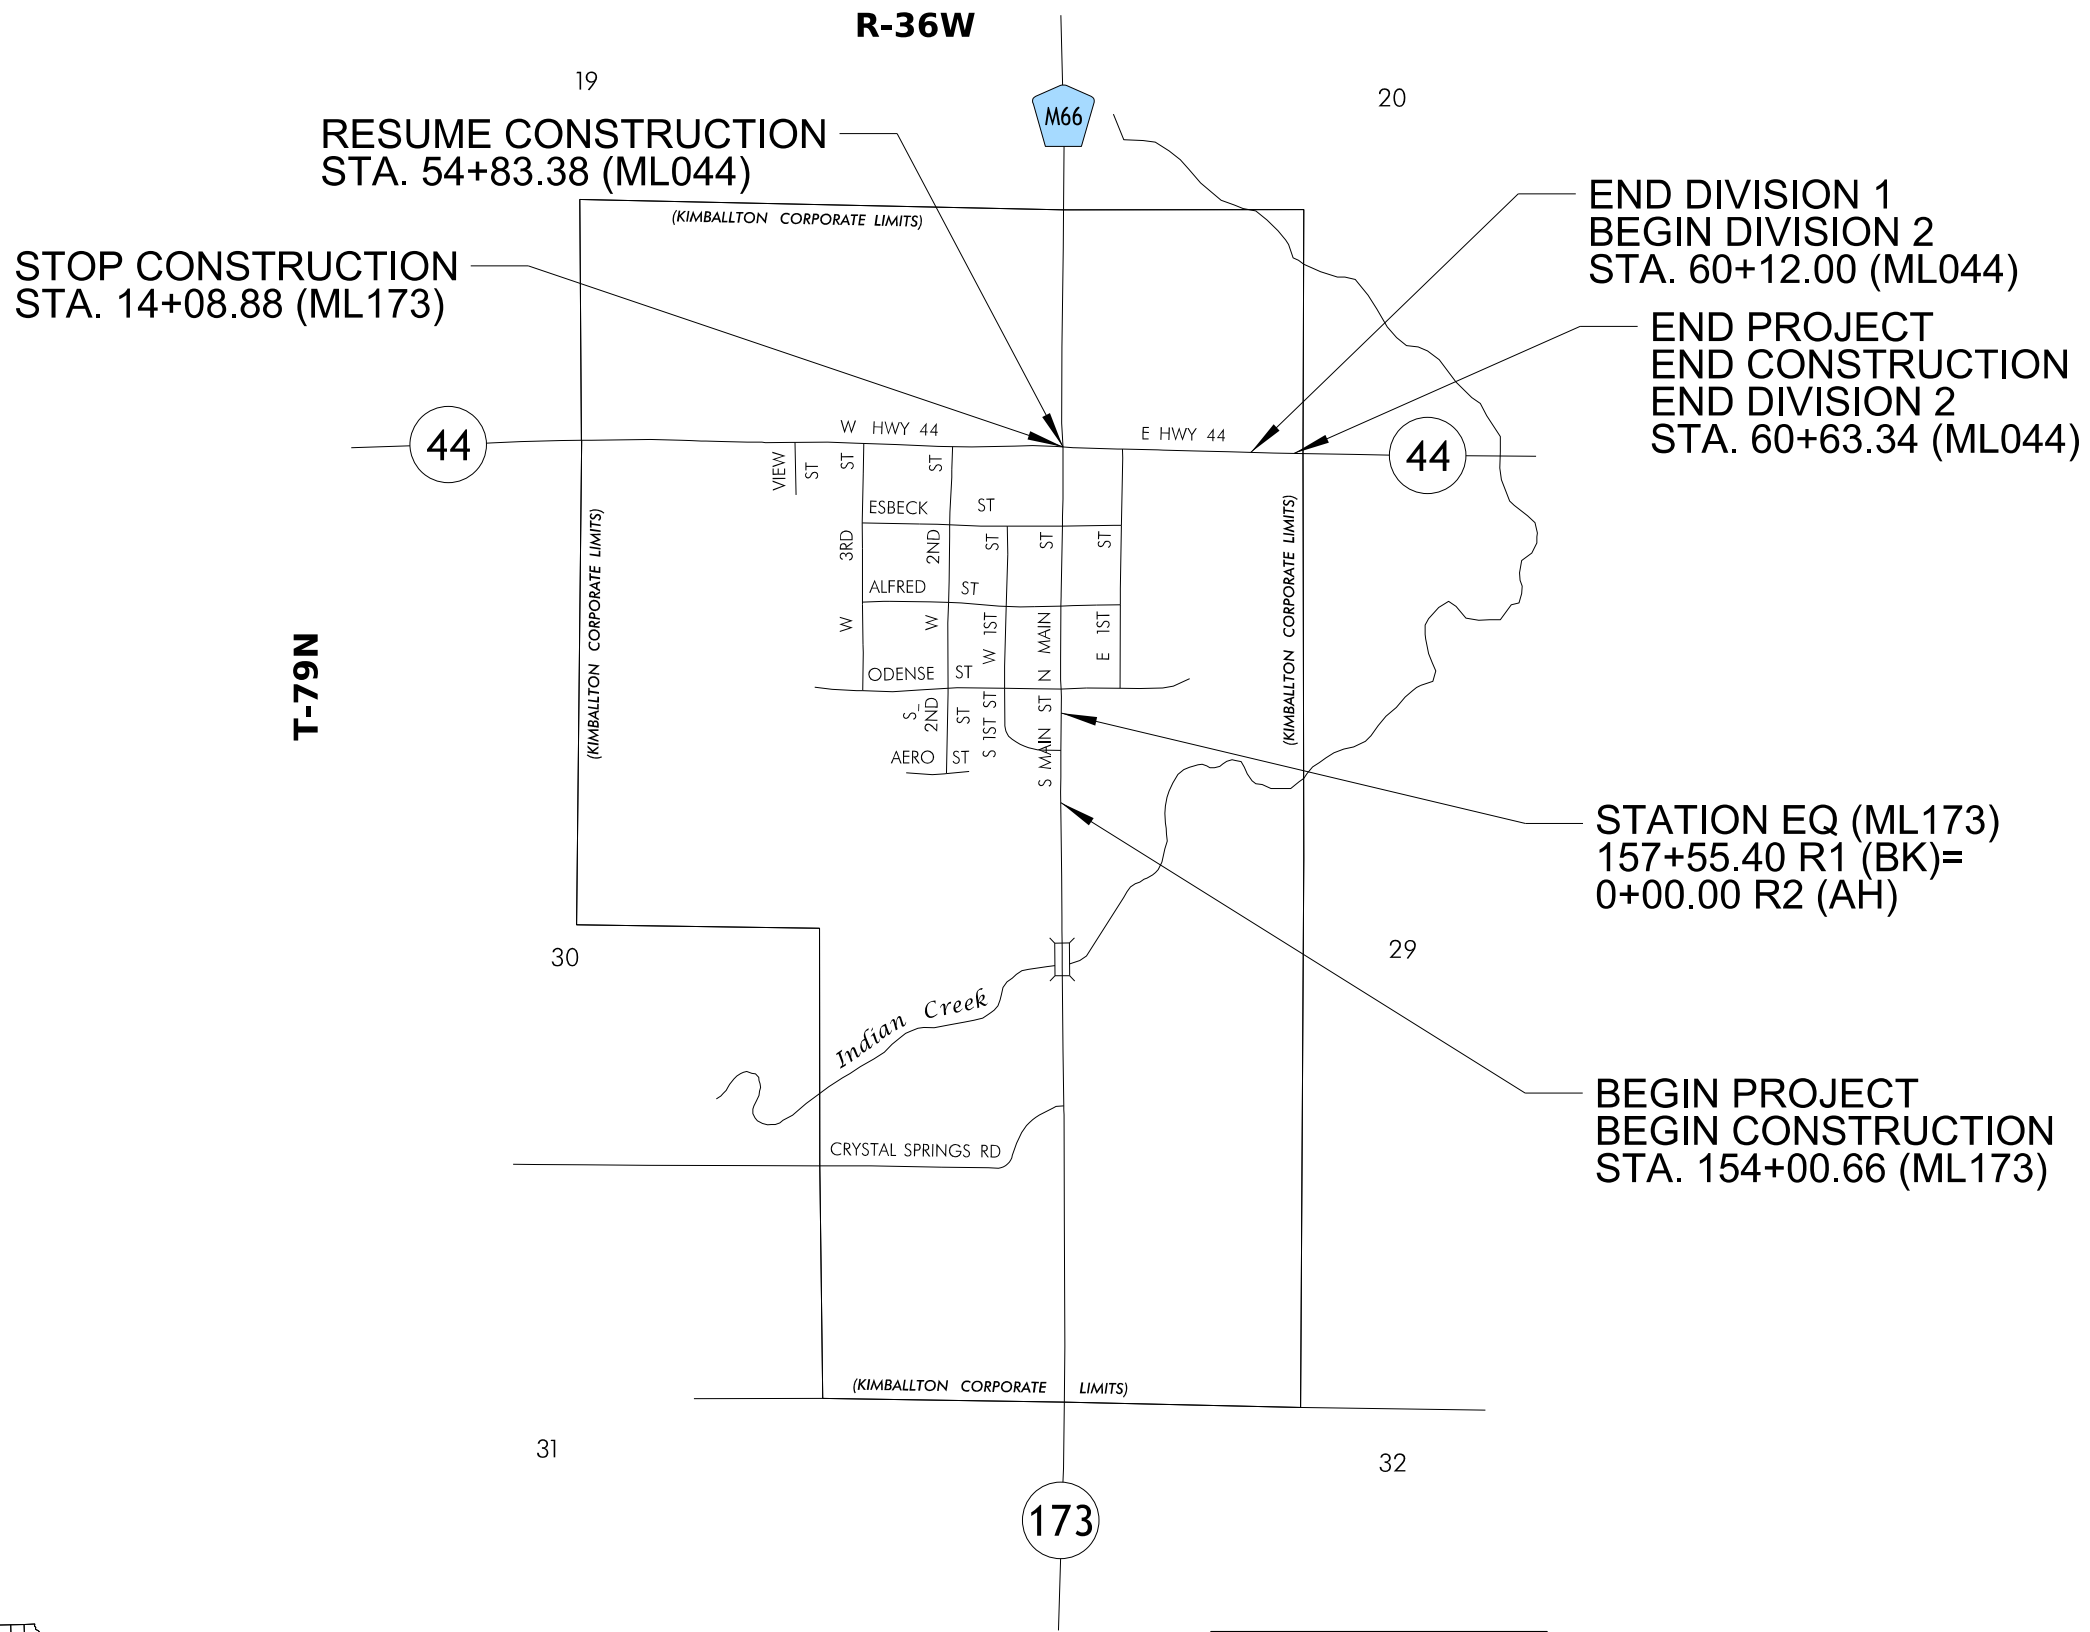 R-36W
19
20
M66
RESUME CONSTRUCTION
STA. 54+83.38 (ML044)
END DIVISION 1
BEGIN DIVISION 2
STA. 60+12.00 (ML044)
(KIMBALLTON CORPORATE LIMITS)
STOP CONSTRUCTION
STA. 14+08.88 (ML173)
END PROJECT
END CONSTRUCTION
END DIVISION 2
STA. 60+63.34 (ML044)
44
W HWY 44
E HWY 44
44
VIEW ST
W 3RD ST
W 2ND ST
ESBECK ST
W 1ST ST
N MAIN ST
E 1ST ST
ALFRED ST
ODENSE ST
S 2ND ST
S 1ST ST
S MAIN ST
AERO ST
(KIMBALLTON CORPORATE LIMITS)
(KIMBALLTON CORPORATE LIMITS)
T-79N
STATION EQ (ML173)
157+55.40 R1 (BK)=
0+00.00 R2 (AH)
30
29
Indian Creek
BEGIN PROJECT
BEGIN CONSTRUCTION
STA. 154+00.66 (ML173)
CRYSTAL SPRINGS RD
(KIMBALLTON CORPORATE LIMITS)
31
32
173